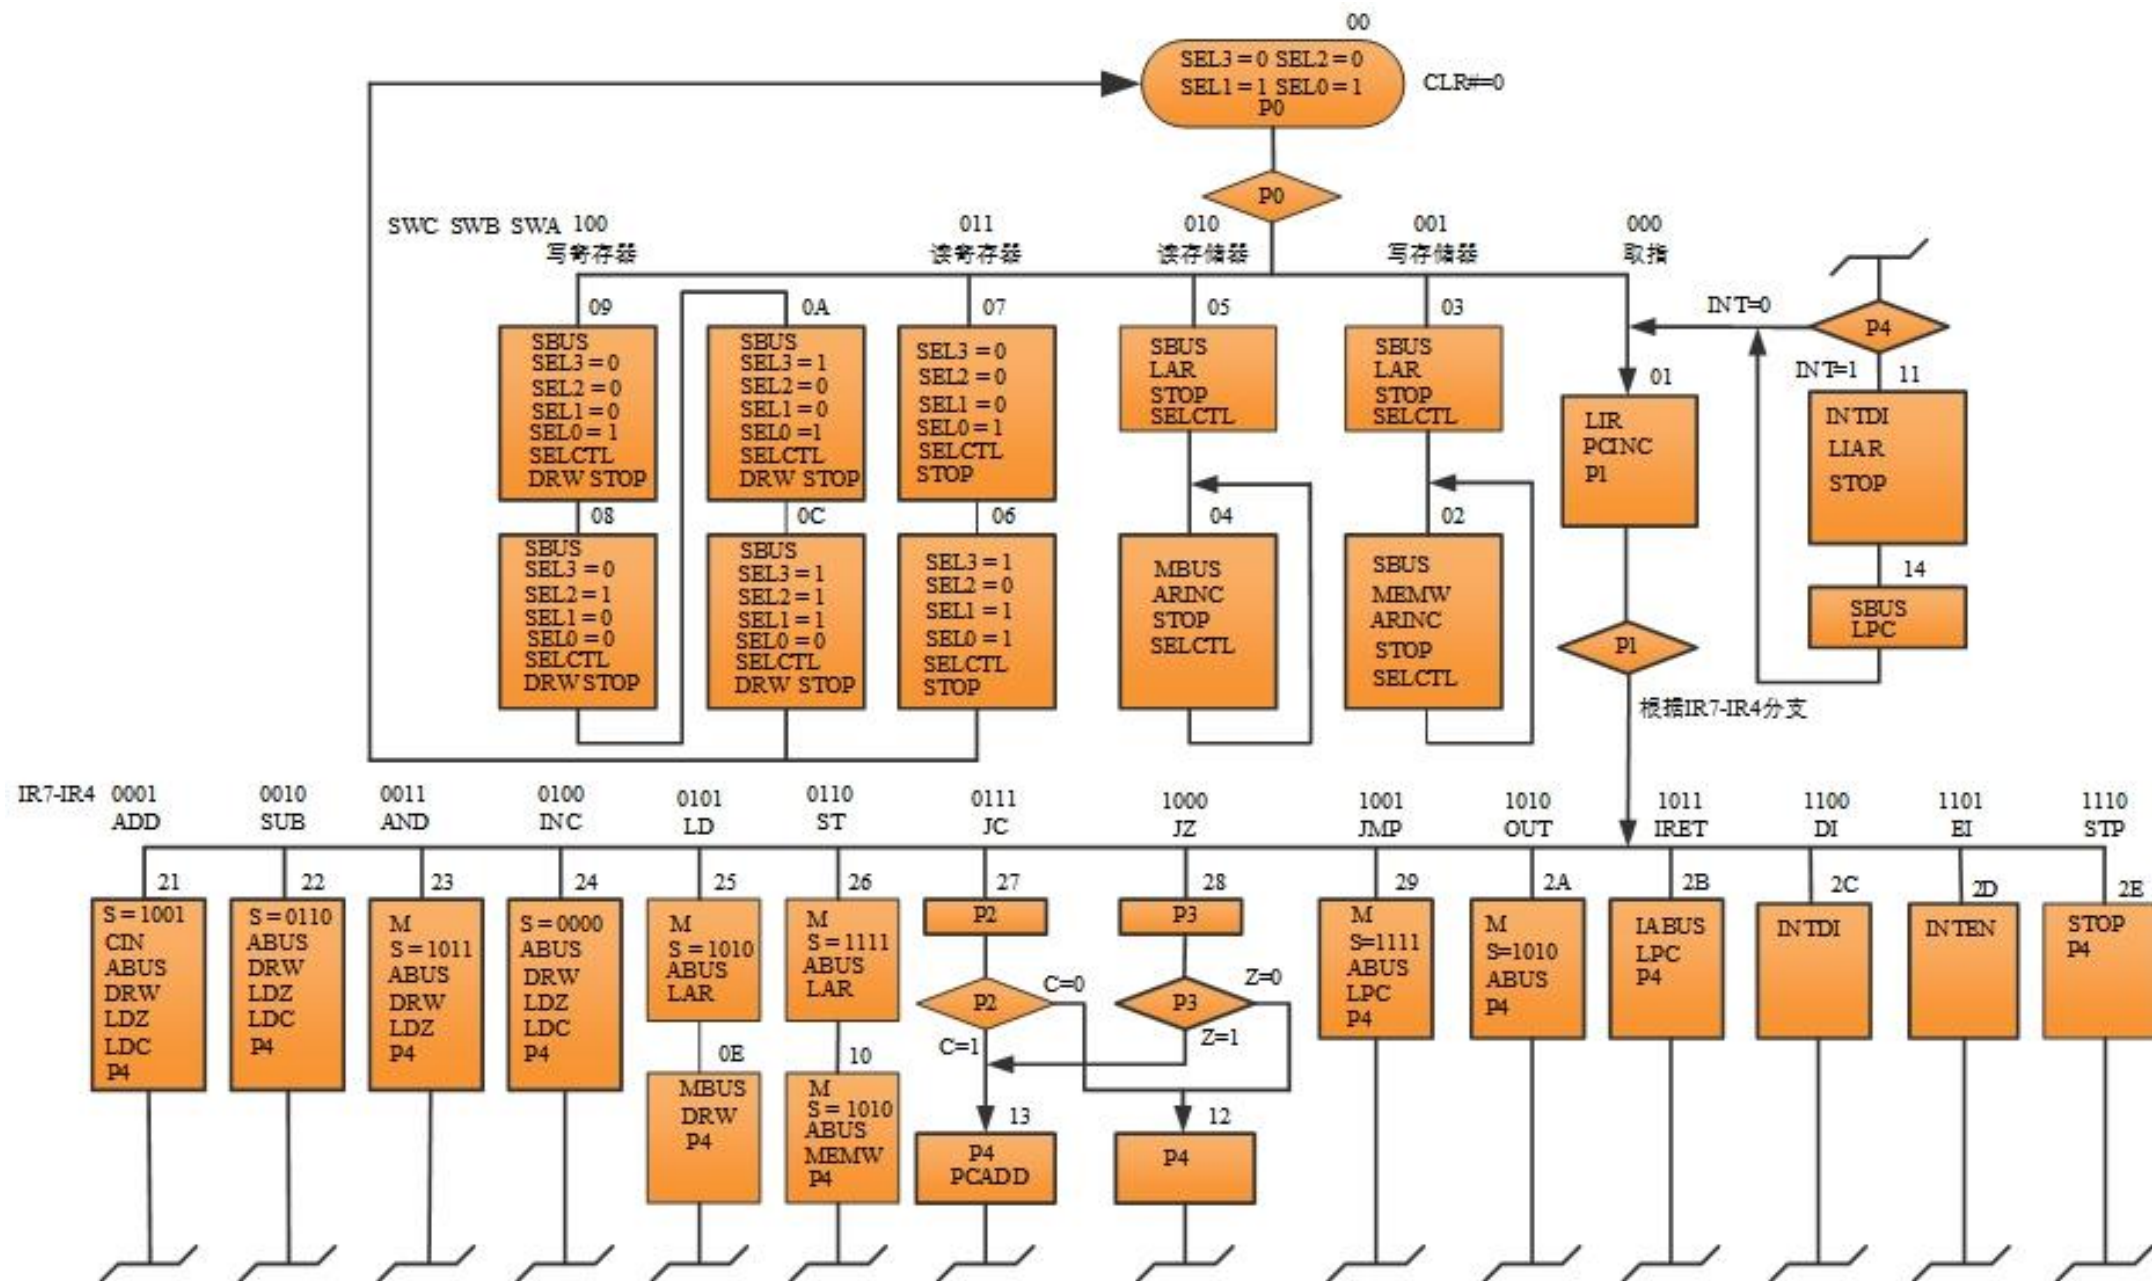 00
SEL3 = 0 SEL2 = 0
SEL1 = 1 SEL0 = 1
P0
CLR#=0
P0
SWC SWB SWA 100
写寄存器
011
读寄存器
010
读存储器
001
写存储器
000
取指
09
SBUS
SEL3 = 0
SEL2 = 0
SEL1 = 0
SEL0 = 1
SELCTL
DRW STOP
0A
SBUS
SEL3 = 1
SEL2 = 0
SEL1 = 0
SEL0 =1
SELCTL
DRW STOP
07
SEL3 = 0
SEL2 = 0
SEL1 = 0
SEL0 = 1
SELCTL
STOP
05
SBUS
LAR
STOP
SELCTL
03
SBUS
LAR
STOP
SELCTL
01
LIR
PCINC
P1
INT=0
P4
INT=1
11
INTDI
LIAR
STOP
08
SBUS
SEL3 = 0
SEL2 = 1
SEL1 = 0
SEL0 = 0
SELCTL
DRW STOP
0C
SBUS
SEL3 = 1
SEL2 = 1
SEL1 = 1
SEL0 = 0
SELCTL
DRW STOP
06
SEL3 = 1
SEL2 = 0
SEL1 = 1
SEL0 = 1
SELCTL
STOP
04
MBUS
ARINC
STOP
SELCTL
02
SBUS
MEMW
ARINC
STOP
SELCTL
14
SBUS
LPC
P1
根据IR7-IR4分支
IR7-IR4 0001
ADD
0010
SUB
0011
AND
0100
INC
0101
LD
0110
ST
0111
JC
1000
JZ
1001
JMP
1010
OUT
1011
IRET
1100
DI
1101
EI
1110
STP
21
S = 1001
CIN
ABUS
DRW
LDZ
LDC
P4
22
S = 0110
ABUS
DRW
LDZ
LDC
P4
23
M
S = 1011
ABUS
DRW
LDZ
P4
24
S = 0000
ABUS
DRW
LDZ
LDC
P4
25
M
S = 1010
ABUS
LAR
0E
MBUS
DRW
P4
26
M
S = 1111
ABUS
LAR
10
M
S = 1010
ABUS
MEMW
P4
27
P2
P2
C=0
C=1
13
P4
PCADD
28
P3
P3
Z=0
Z=1
12
P4
29
M
S=1111
ABUS
LPC
P4
2A
M
S=1010
ABUS
P4
2B
IABUS
LPC
P4
2C
INTDI
2D
INTEN
2E
STOP
P4